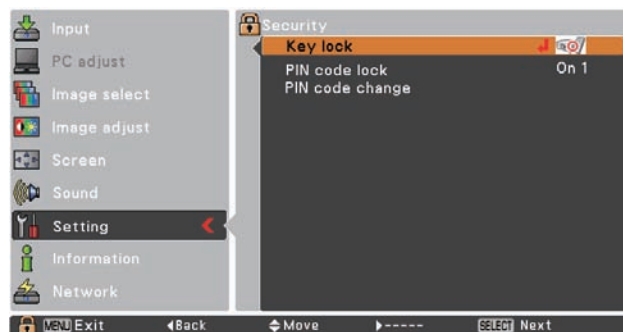 Input
PC adjust
Image select
Image adjust
Screen
Sound
Setting
Information
Network
Security
Key lock
PIN code lock On 1
PIN code change
MENU Exit Back Move ----- SELECT Next